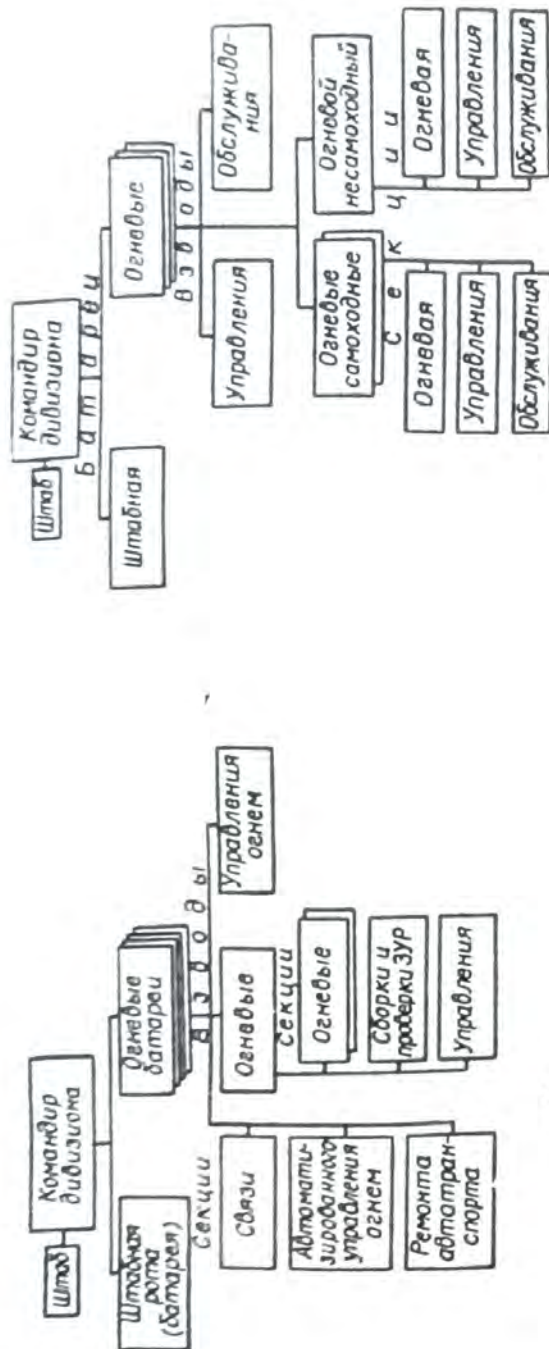 Командир
дивизиона
Штаб
Штабная
рота
(батарея)
Огневые
батареи
Взводы
Секции
Связи
Автомати-
зированного
управления
огнем
Ремонта
автотран-
спорта
Огневые
Секции
Огневые
Сборки и
проверки ЗУР
Управления
Управления
огнем
Командир
дивизиона
Штаб
Батареи
Штабная
Огневые
Взводы
Управления
Обслужива-
ния
Огневые
самоходные
Огневой
несамоходный
Секции
Огневая
Управления
Обслуживания
Огневая
Управления
Обслуживания